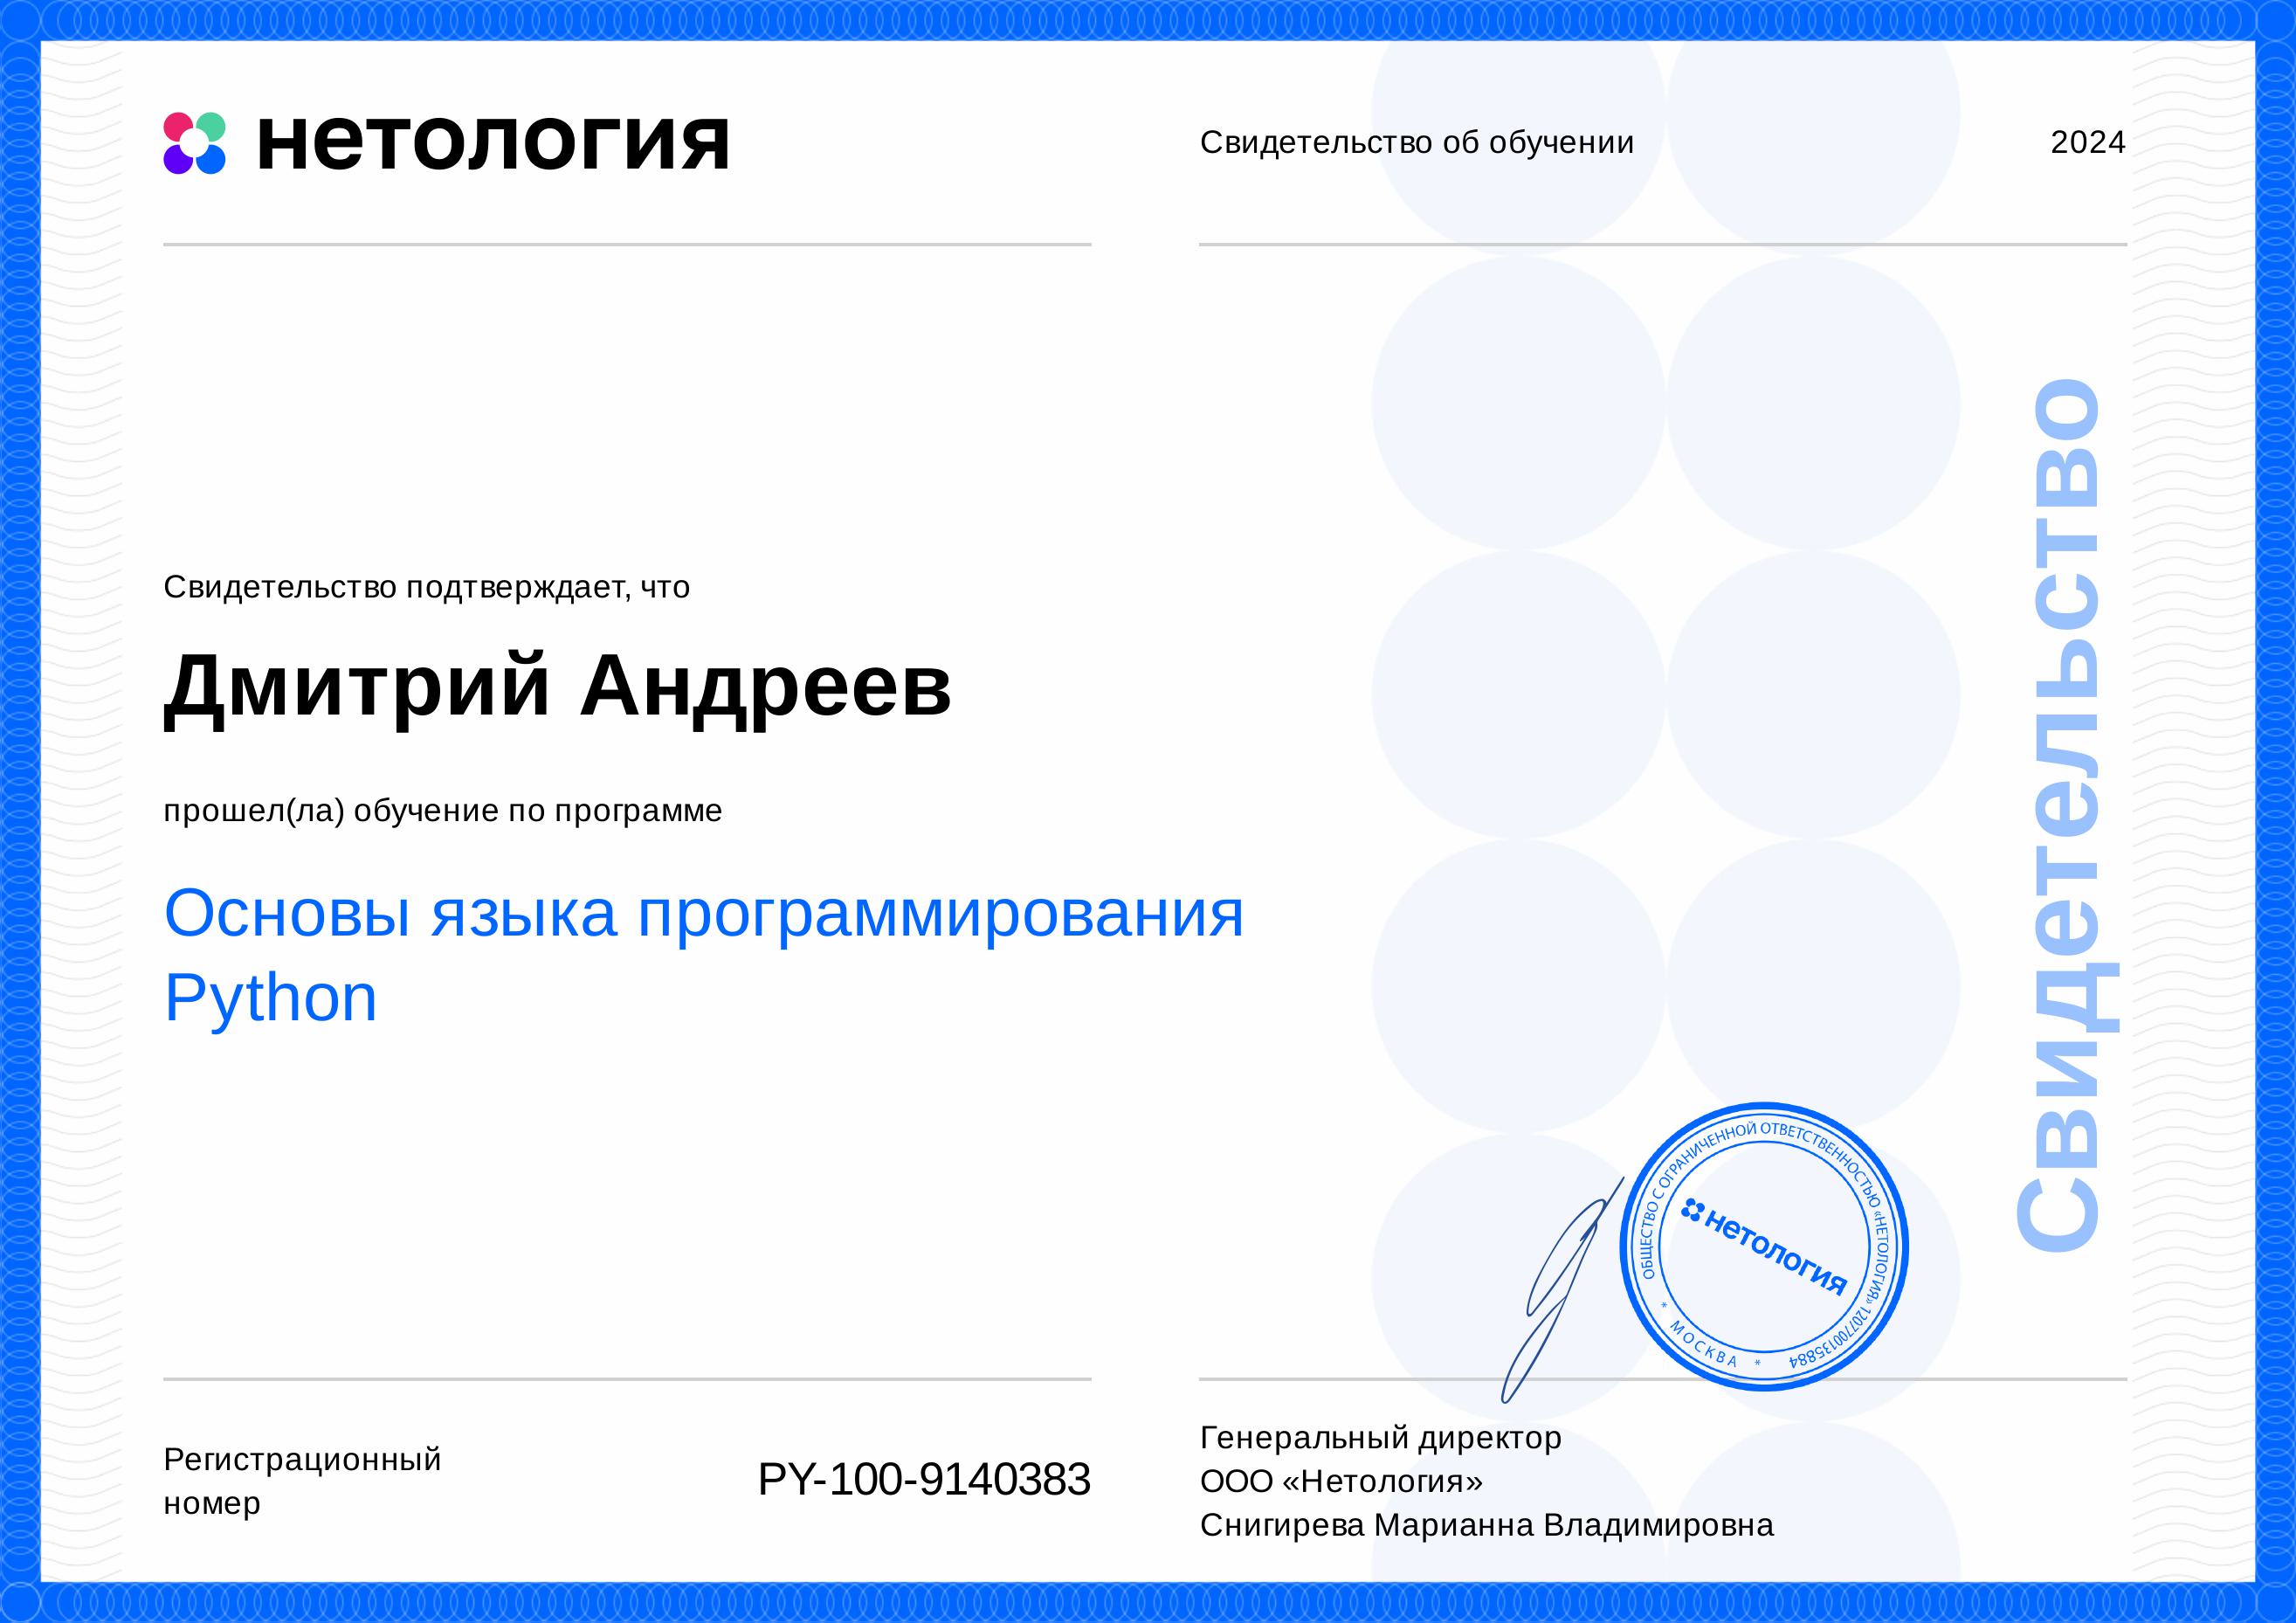 нетология
Свидетельство об обучении
2024
Свидетельство подтверждает, что
Дмитрий Андреев
прошел(ла) обучение по программе
Основы языка программирования
Python
Свидетельство
ОБЩЕСТВО С ОГРАНИЧЕННОЙ ОТВЕТСТВЕННОСТЬЮ «НЕТОЛОГИЯ» 1207700135884
* МОСКВА *
нетология
Регистрационный
номер
PY-100-9140383
Генеральный директор
ООО «Нетология»
Снигирева Марианна Владимировна